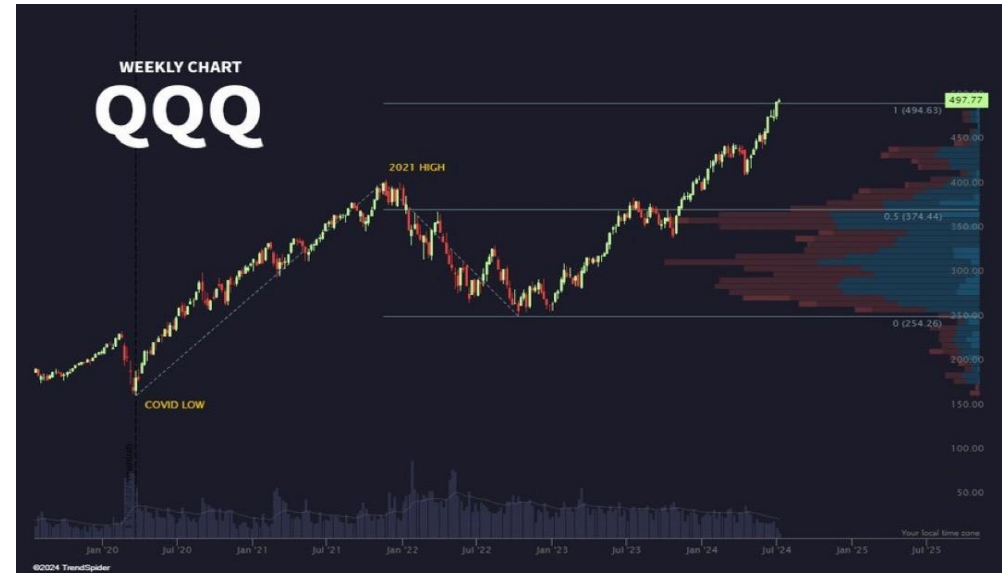 WEEKLY CHART
QQQ
2021 HIGH
COVID LOW
497.77
1 (494.63)
450.00
400.00
0.5 (374.44)
350.00
300.00
250.00
0 (254.26)
200.00
150.00
100.00
50.00
Your local time zone
Jan '20 Jul '20 Jan '21 Jul '21 Jan '22 Jul '22 Jan '23 Jul '23 Jan '24 Jul '24 Jan '25 Jul '25
©2024 TrendSpider